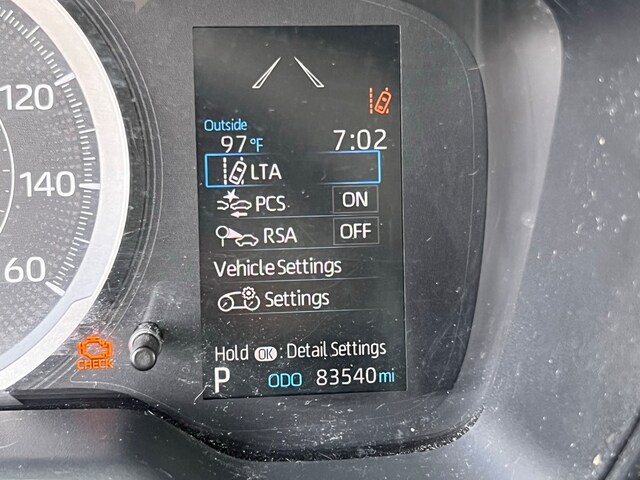 120
140
60
Outside
97 °F 7:02
LTA
PCS ON
RSA OFF
Vehicle Settings
Settings
Hold OK : Detail Settings
CHECK
P ODO 83540 mi